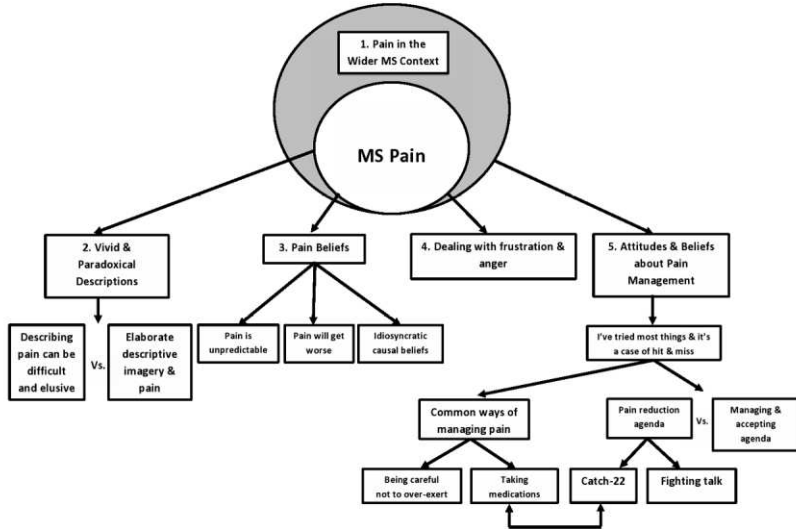 1. Pain in the
Wider MS Context
MS Pain
2. Vivid &
Paradoxical
Descriptions
3. Pain Beliefs
4. Dealing with frustration &
anger
5. Attitudes & Beliefs
about Pain
Management
Describing
pain can be
difficult
and elusive
Vs.
Elaborate
descriptive
imagery &
pain
Pain is
unpredictable
Pain will get
worse
Idiosyncratic
causal beliefs
I've tried most things & it's
a case of hit & miss
Common ways of
managing pain
Pain reduction
agenda
Vs.
Managing &
accepting
agenda
Being careful
not to over-exert
Taking
medications
Catch-22
Fighting talk